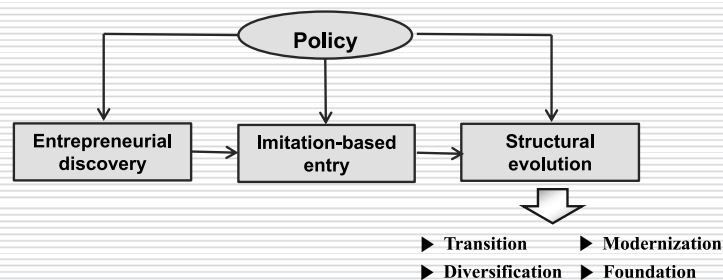 Policy
Entrepreneurial
discovery
Imitation-based
entry
Structural
evolution
▶ Transition
▶ Modernization
▶ Diversification
▶ Foundation